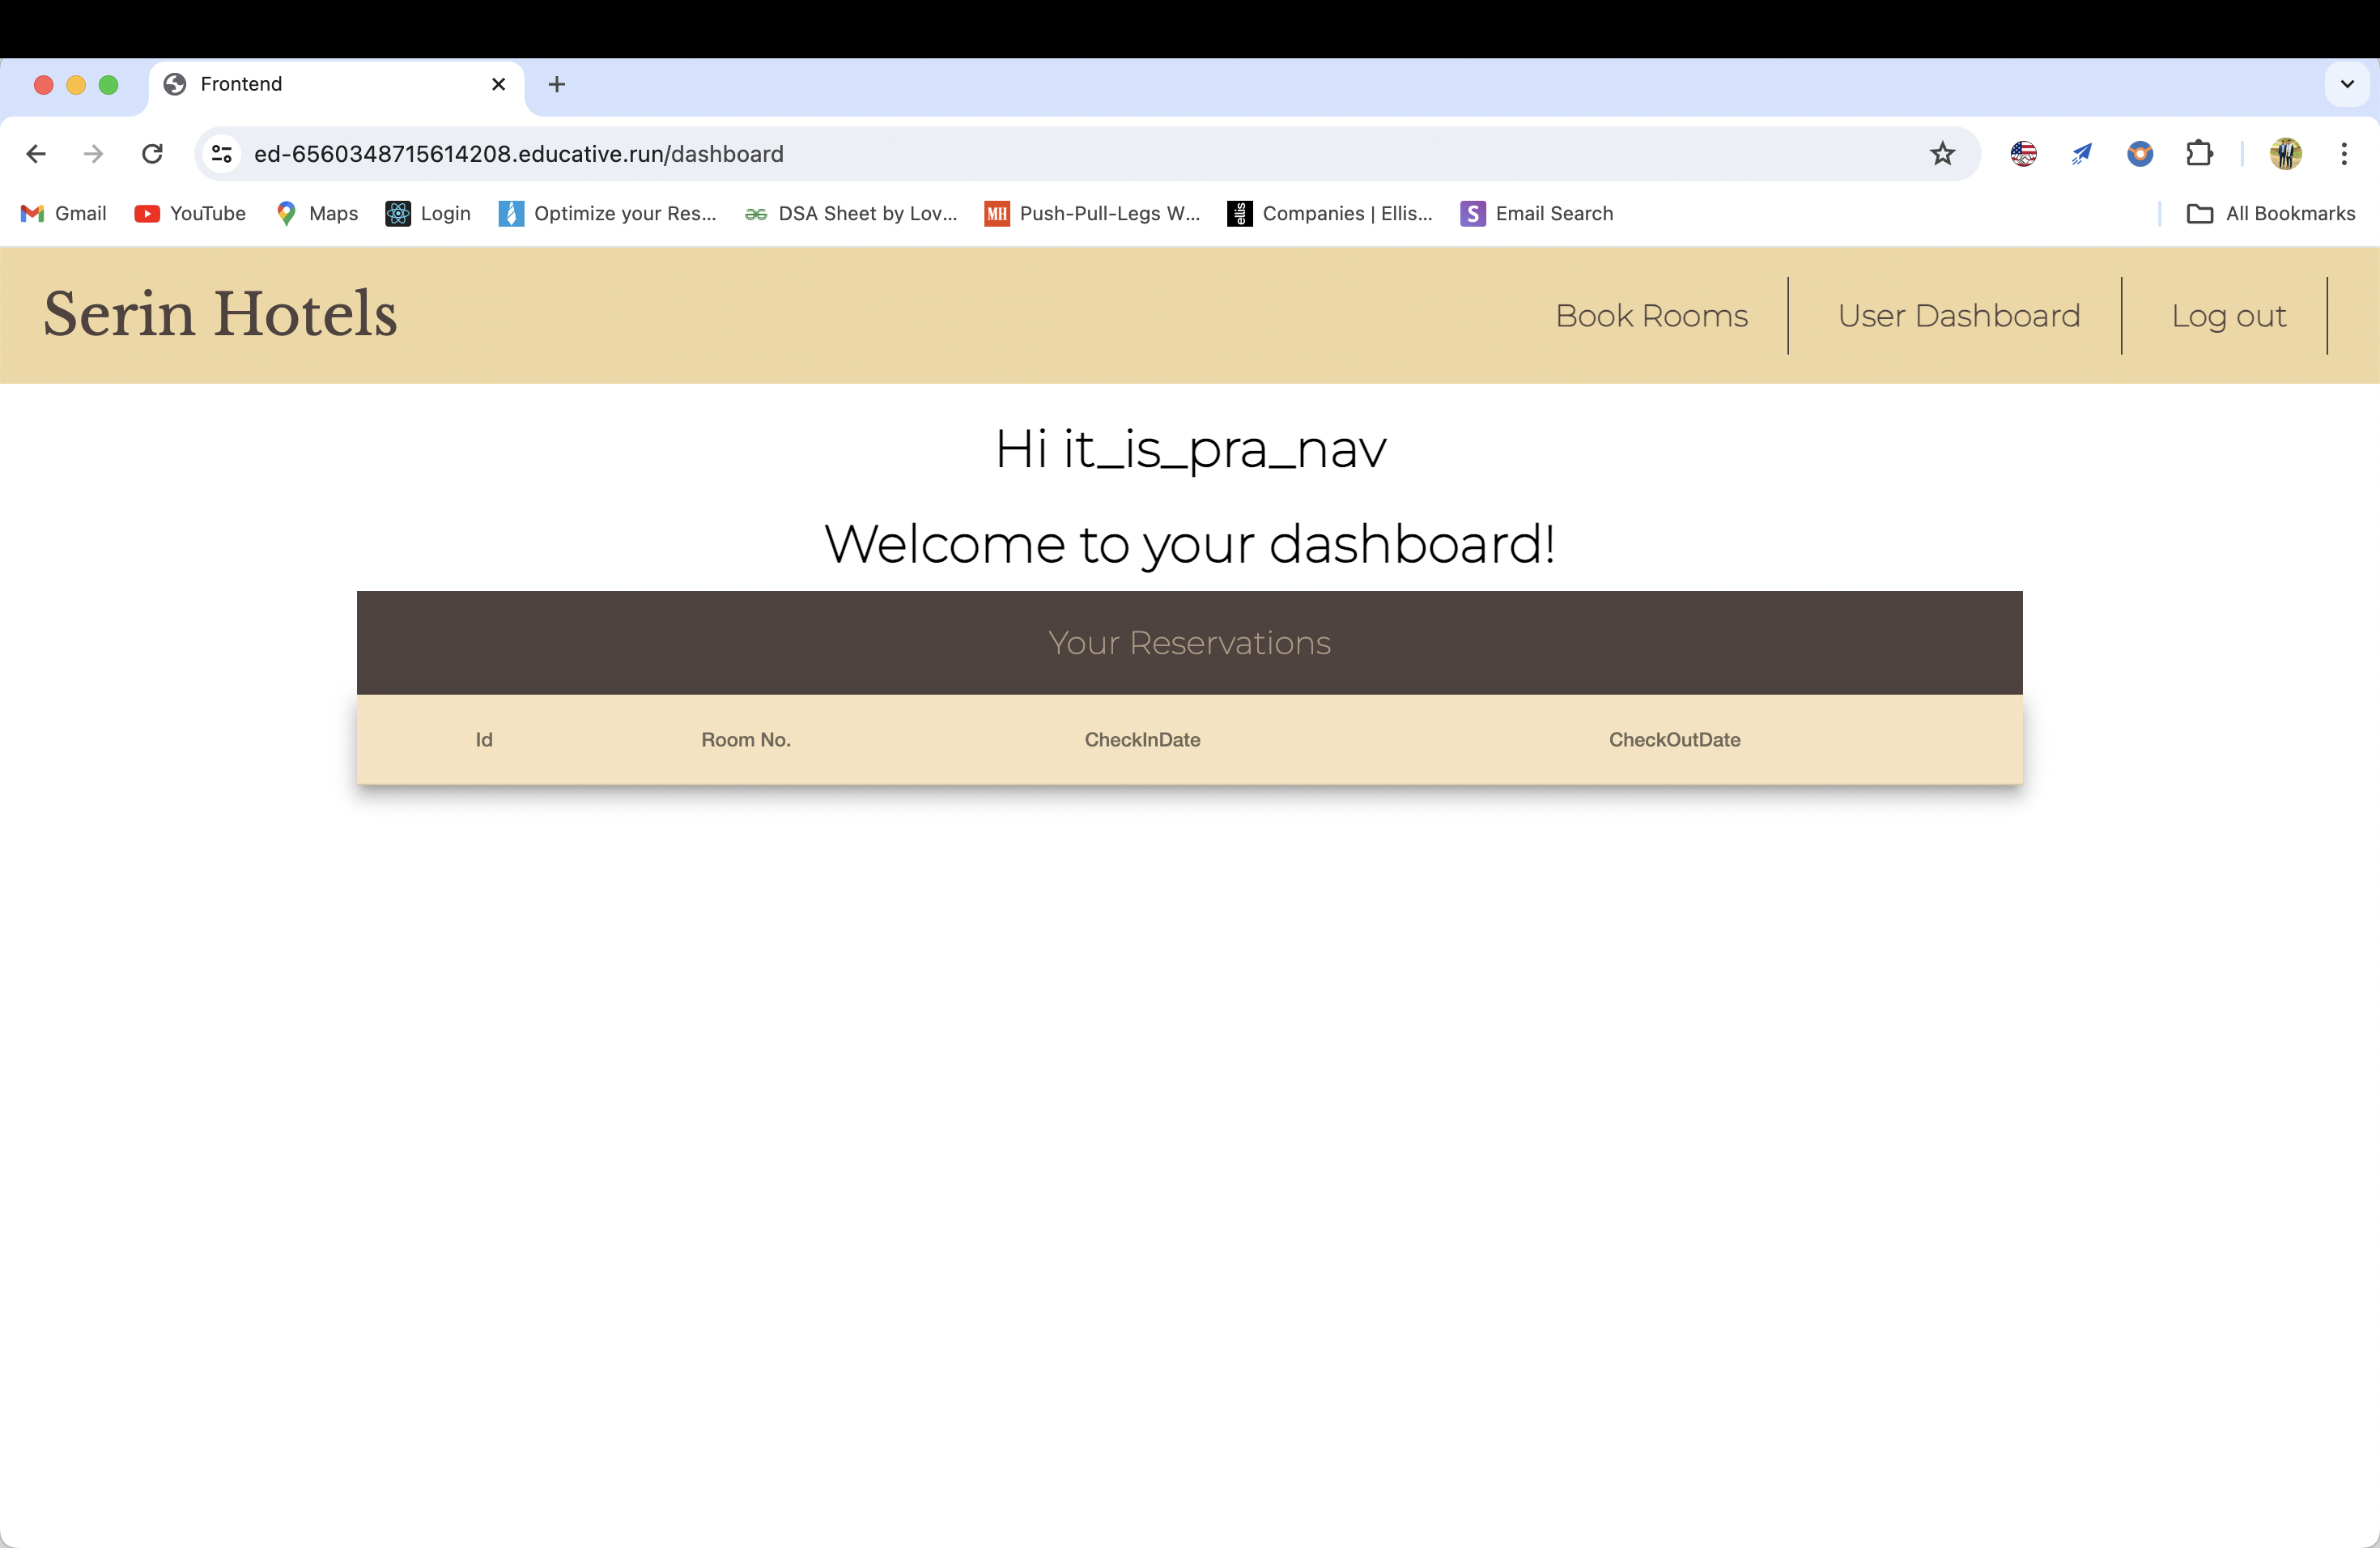 Frontend
ed-6560348715614208.educative.run/dashboard
Gmail YouTube Maps Login Optimize your Res... DSA Sheet by Lov... MH Push-Pull-Legs W... ellis Companies | Ellis... S Email Search All Bookmarks
Serin Hotels Book Rooms User Dashboard Log out
Hi it_is_pra_nav
Welcome to your dashboard!
Your Reservations
Id Room No. CheckInDate CheckOutDate